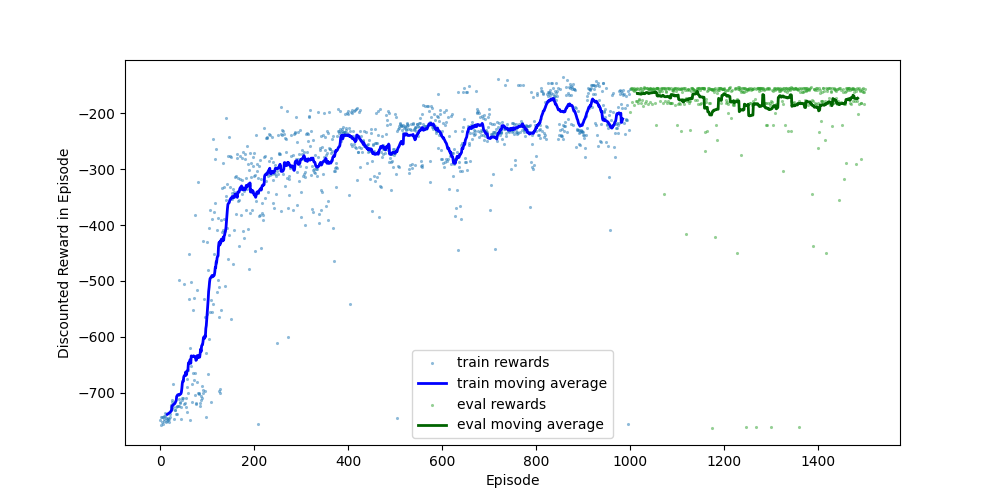 −200
−300
−400
−500
−600
−700
Discounted Reward in Episode
train rewards
train moving average
eval rewards
eval moving average
0 200 400 600 800 1000 1200 1400
Episode